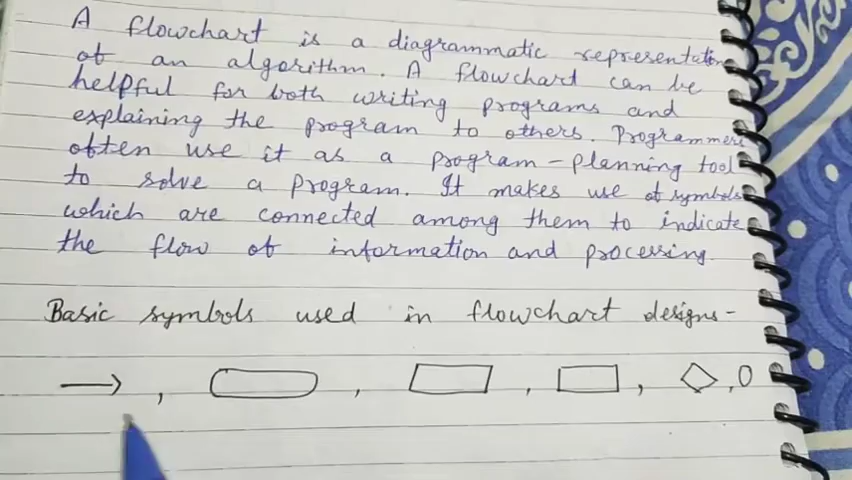 A flowchart is a diagrammatic representation
of an algorithm. A flowchart can be
helpful for both writing programs and
explaining the program to others. Programmers
often use it as a program-planning tool
to solve a program. It makes use of symbols
which are connected among them to indicate
the flow of information and processing.
Basic symbols used in flowchart designs-